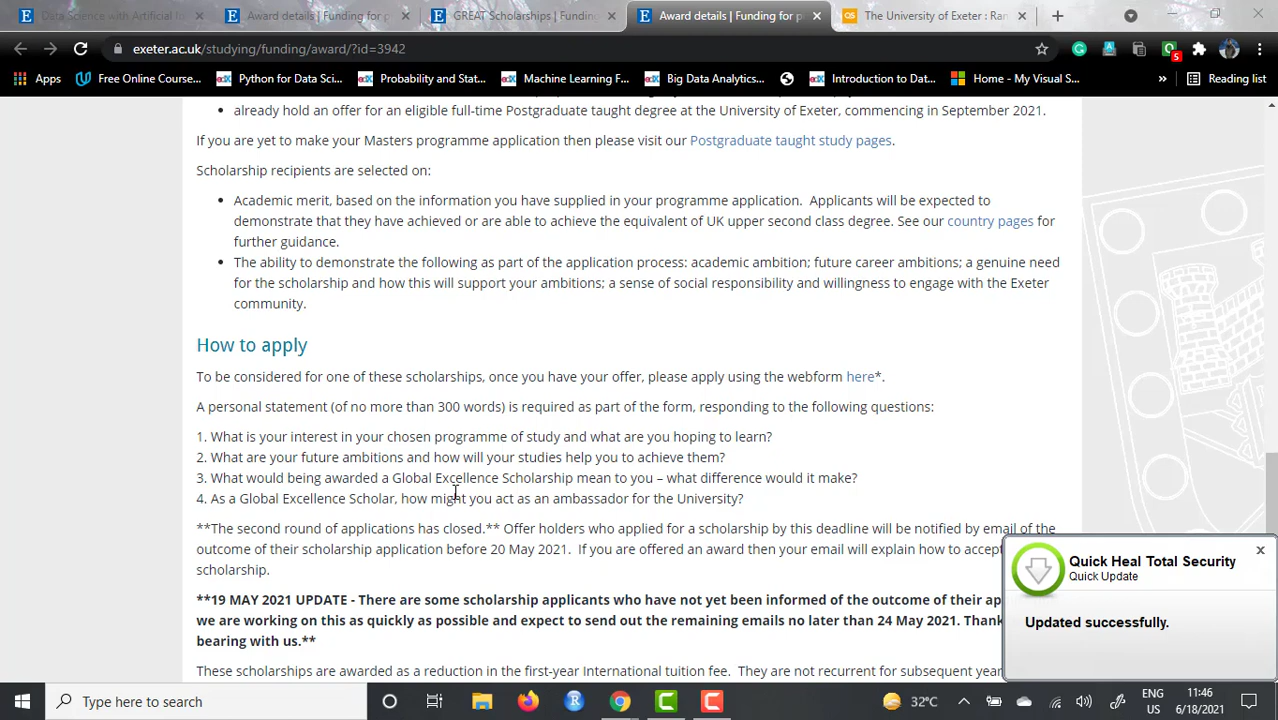 Data Science with Artificial In
Award details | Funding for p
GREAT Scholarships | Funding
Award details | Funding for p
The University of Exeter : Ran
exeter.ac.uk/studying/funding/award/?id=3942
5
Apps
Free Online Course...
Python for Data Sci...
Probability and Stat...
Machine Learning F...
Big Data Analytics...
Introduction to Dat...
Home - My Visual S...
»
Reading list
already hold an offer for an eligible full-time Postgraduate taught degree at the University of Exeter, commencing in September 2021.
If you are yet to make your Masters programme application then please visit our Postgraduate taught study pages.
Scholarship recipients are selected on:
Academic merit, based on the information you have supplied in your programme application. Applicants will be expected to
demonstrate that they have achieved or are able to achieve the equivalent of UK upper second class degree. See our country pages for
further guidance.
The ability to demonstrate the following as part of the application process: academic ambition; future career ambitions; a genuine need
for the scholarship and how this will support your ambitions; a sense of social responsibility and willingness to engage with the Exeter
community.
How to apply
To be considered for one of these scholarships, once you have your offer, please apply using the webform here*.
A personal statement (of no more than 300 words) is required as part of the form, responding to the following questions:
1. What is your interest in your chosen programme of study and what are you hoping to learn?
2. What are your future ambitions and how will your studies help you to achieve them?
3. What would being awarded a Global Excellence Scholarship mean to you – what difference would it make?
4. As a Global Excellence Scholar, how might you act as an ambassador for the University?
**The second round of applications has closed.** Offer holders who applied for a scholarship by this deadline will be notified by email of the
outcome of their scholarship application before 20 May 2021. If you are offered an award then your email will explain how to accep
scholarship.
**19 MAY 2021 UPDATE - There are some scholarship applicants who have not yet been informed of the outcome of their ap
we are working on this as quickly as possible and expect to send out the remaining emails no later than 24 May 2021. Thank
bearing with us.**
These scholarships are awarded as a reduction in the first-year International tuition fee. They are not recurrent for subsequent year
Quick Heal Total Security
Quick Update
Updated successfully.
Type here to search
32°C
ENG
US
11:46
6/18/2021